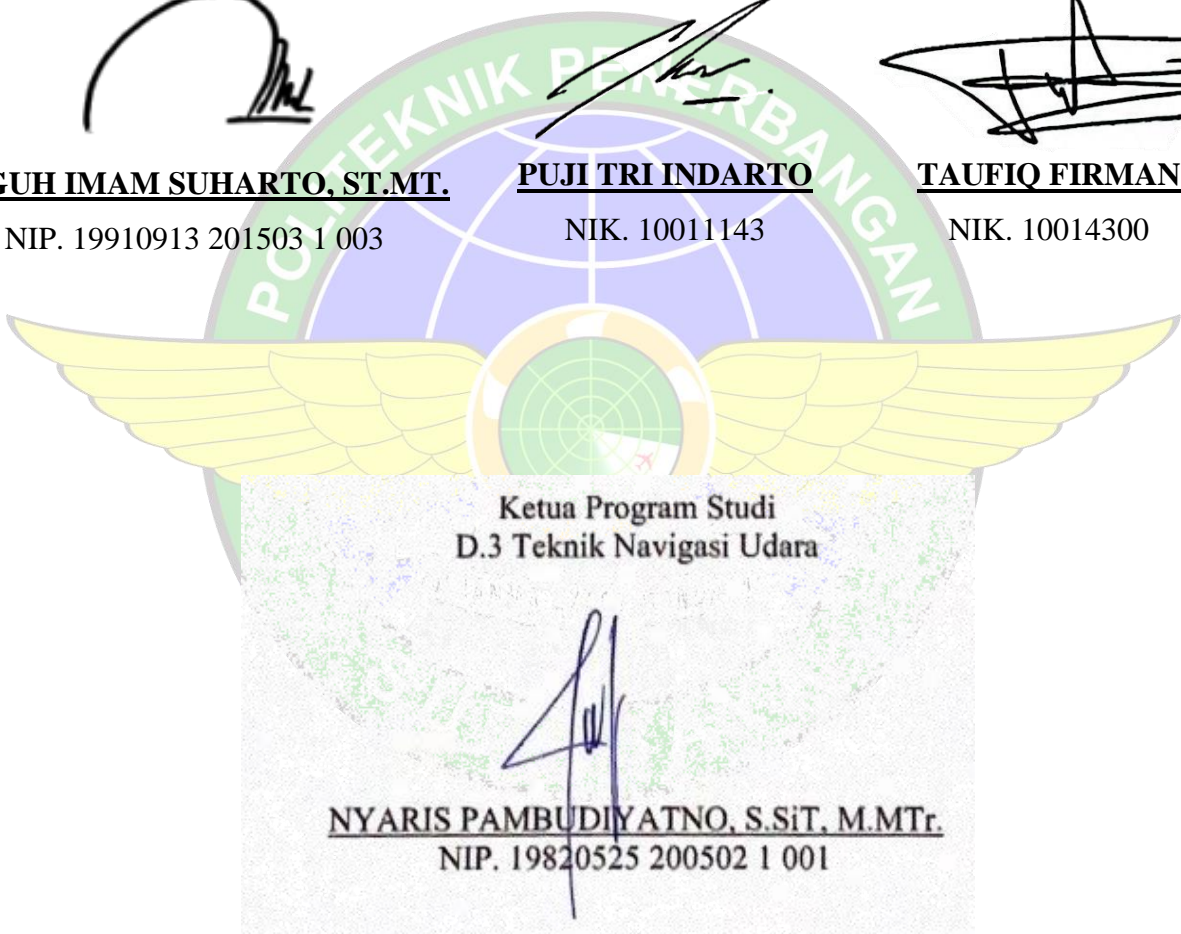 POLITEKNIK PENERBANGAN
GUH IMAM SUHARTO, ST.MT.
NIP. 19910913 201503 1 003
PUJI TRI INDARTO
NIK. 10011143
TAUFIQ FIRMAN
NIK. 10014300
Ketua Program Studi
D.3 Teknik Navigasi Udara
NYARIS PAMBUDIYATNO, S.SiT, M.MTr.
NIP. 19820525 200502 1 001